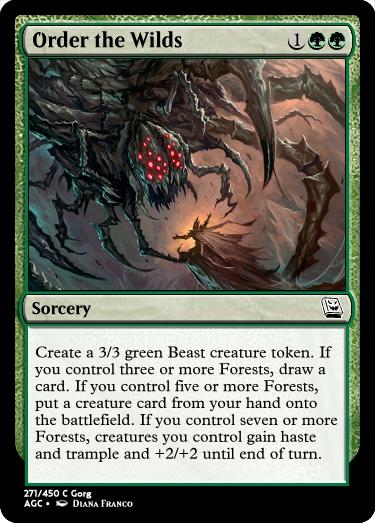 Order the Wilds 1
Sorcery
Create a 3/3 green Beast creature token. If
you control three or more Forests, draw a
card. If you control five or more Forests,
put a creature card from your hand onto
the battlefield. If you control seven or more
Forests, creatures you control gain haste
and trample and +2/+2 until end of turn.
271/450 C Gorg
AGC • Diana Franco